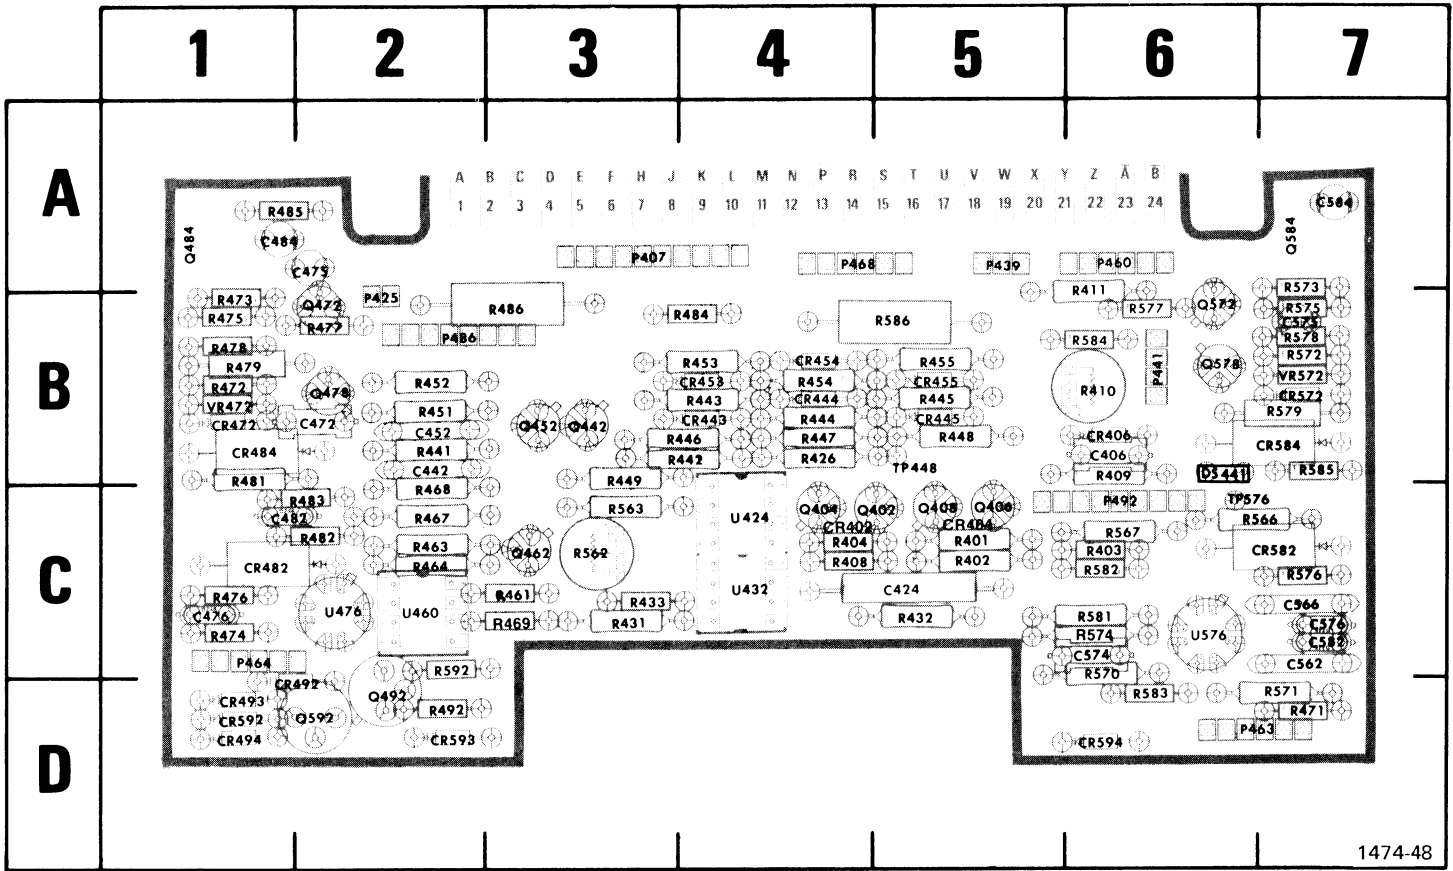 1 2 3 4 5 6 7
A
B
C
D
A B C D E F H J K L M N P R S T U V W X Y Z A̅ B̅
1 2 3 4 5 6 7 8 9 10 11 12 13 14 15 16 17 18 19 20 21 22 23 24
R485 C584
Q484 C484 Q584
P407 P468 P439 P460
C475
R473 Q472 P425 R486 R484 R586 R411 R577 Q572 R573
R475 R575
R477 C575
P486 R584 R578
R478 R572
R479 R453 CR454 R455 P441 Q578
R472 Q478 R452 CR453 R454 CR455 R410 VR572
VR472 R443 CR444 R445 CR572
R451 R579
CR472 C472 Q452 Q442 CR443 R444 CR445
C452 R446 R447 R448 CR406
CR484 R441 R442 R426 C406 CR584
C442 TP448
R481 R449 R409 DS441 R585
R468
R483 R563 U424 Q404 Q402 Q408 Q406 P492 TP576
C482 R467 CR402 CR404 R566
R482 R463 Q462 R562 R404 R401 R567
R403 CR582
CR482 R464 R408 R402 R582
R576
R476 R461 R433 U432 C424
C476 U476 U460 C566
R474 R469 R431 R432 R581 U576 C576
R574 C582
P464 R592 C574 C562
R570
CR492 Q492 R583 R571
CR493 R492 R471
CR592 Q592 P463
CR494 CR593 CR594
1474-48